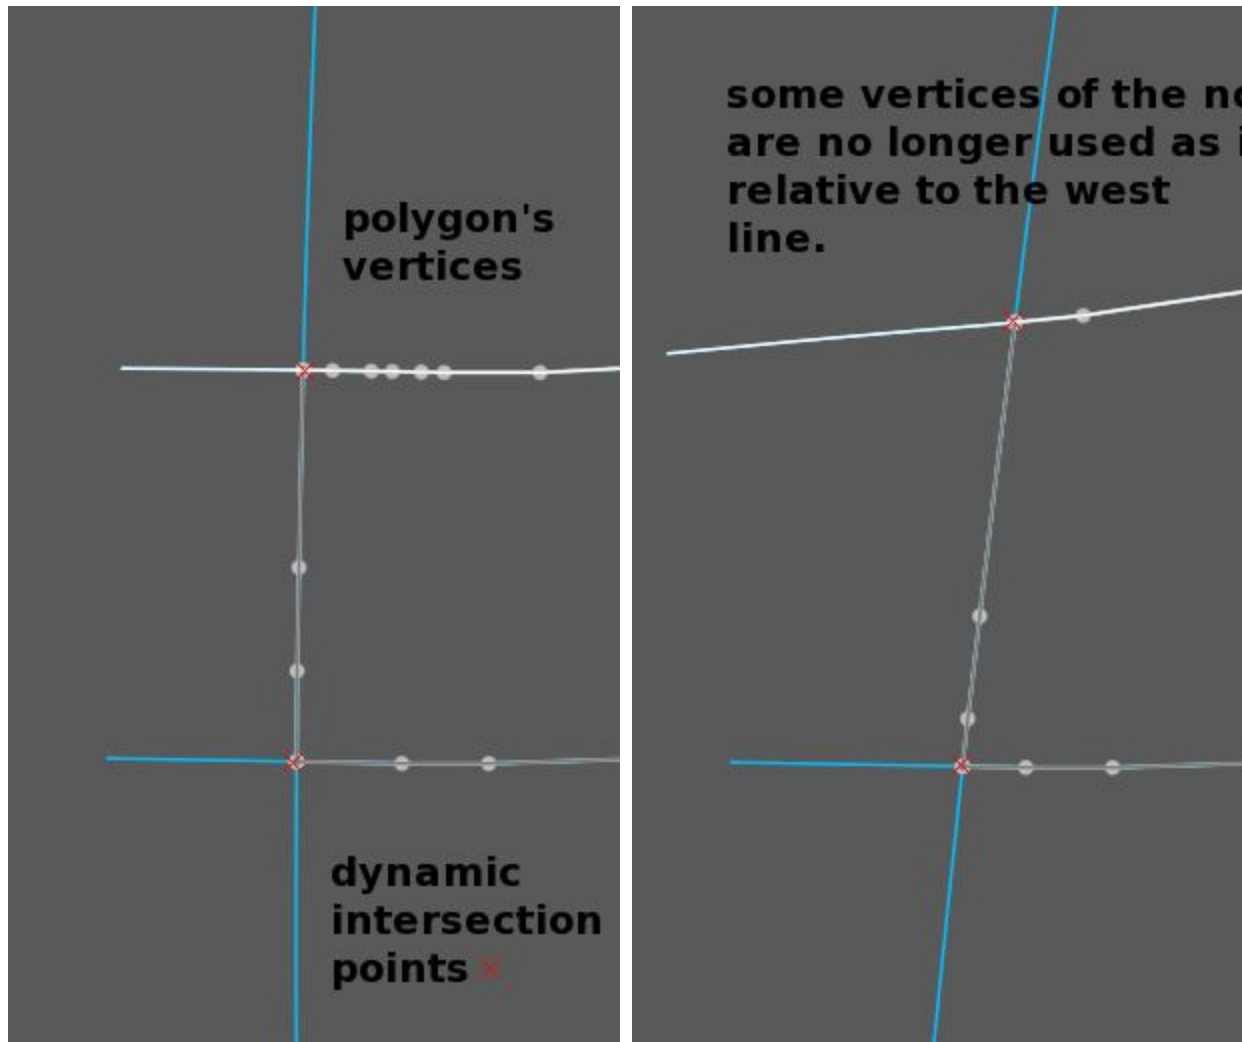 polygon's
vertices
dynamic
intersection
points
some vertices of the
are no longer used as
relative to the west
line.